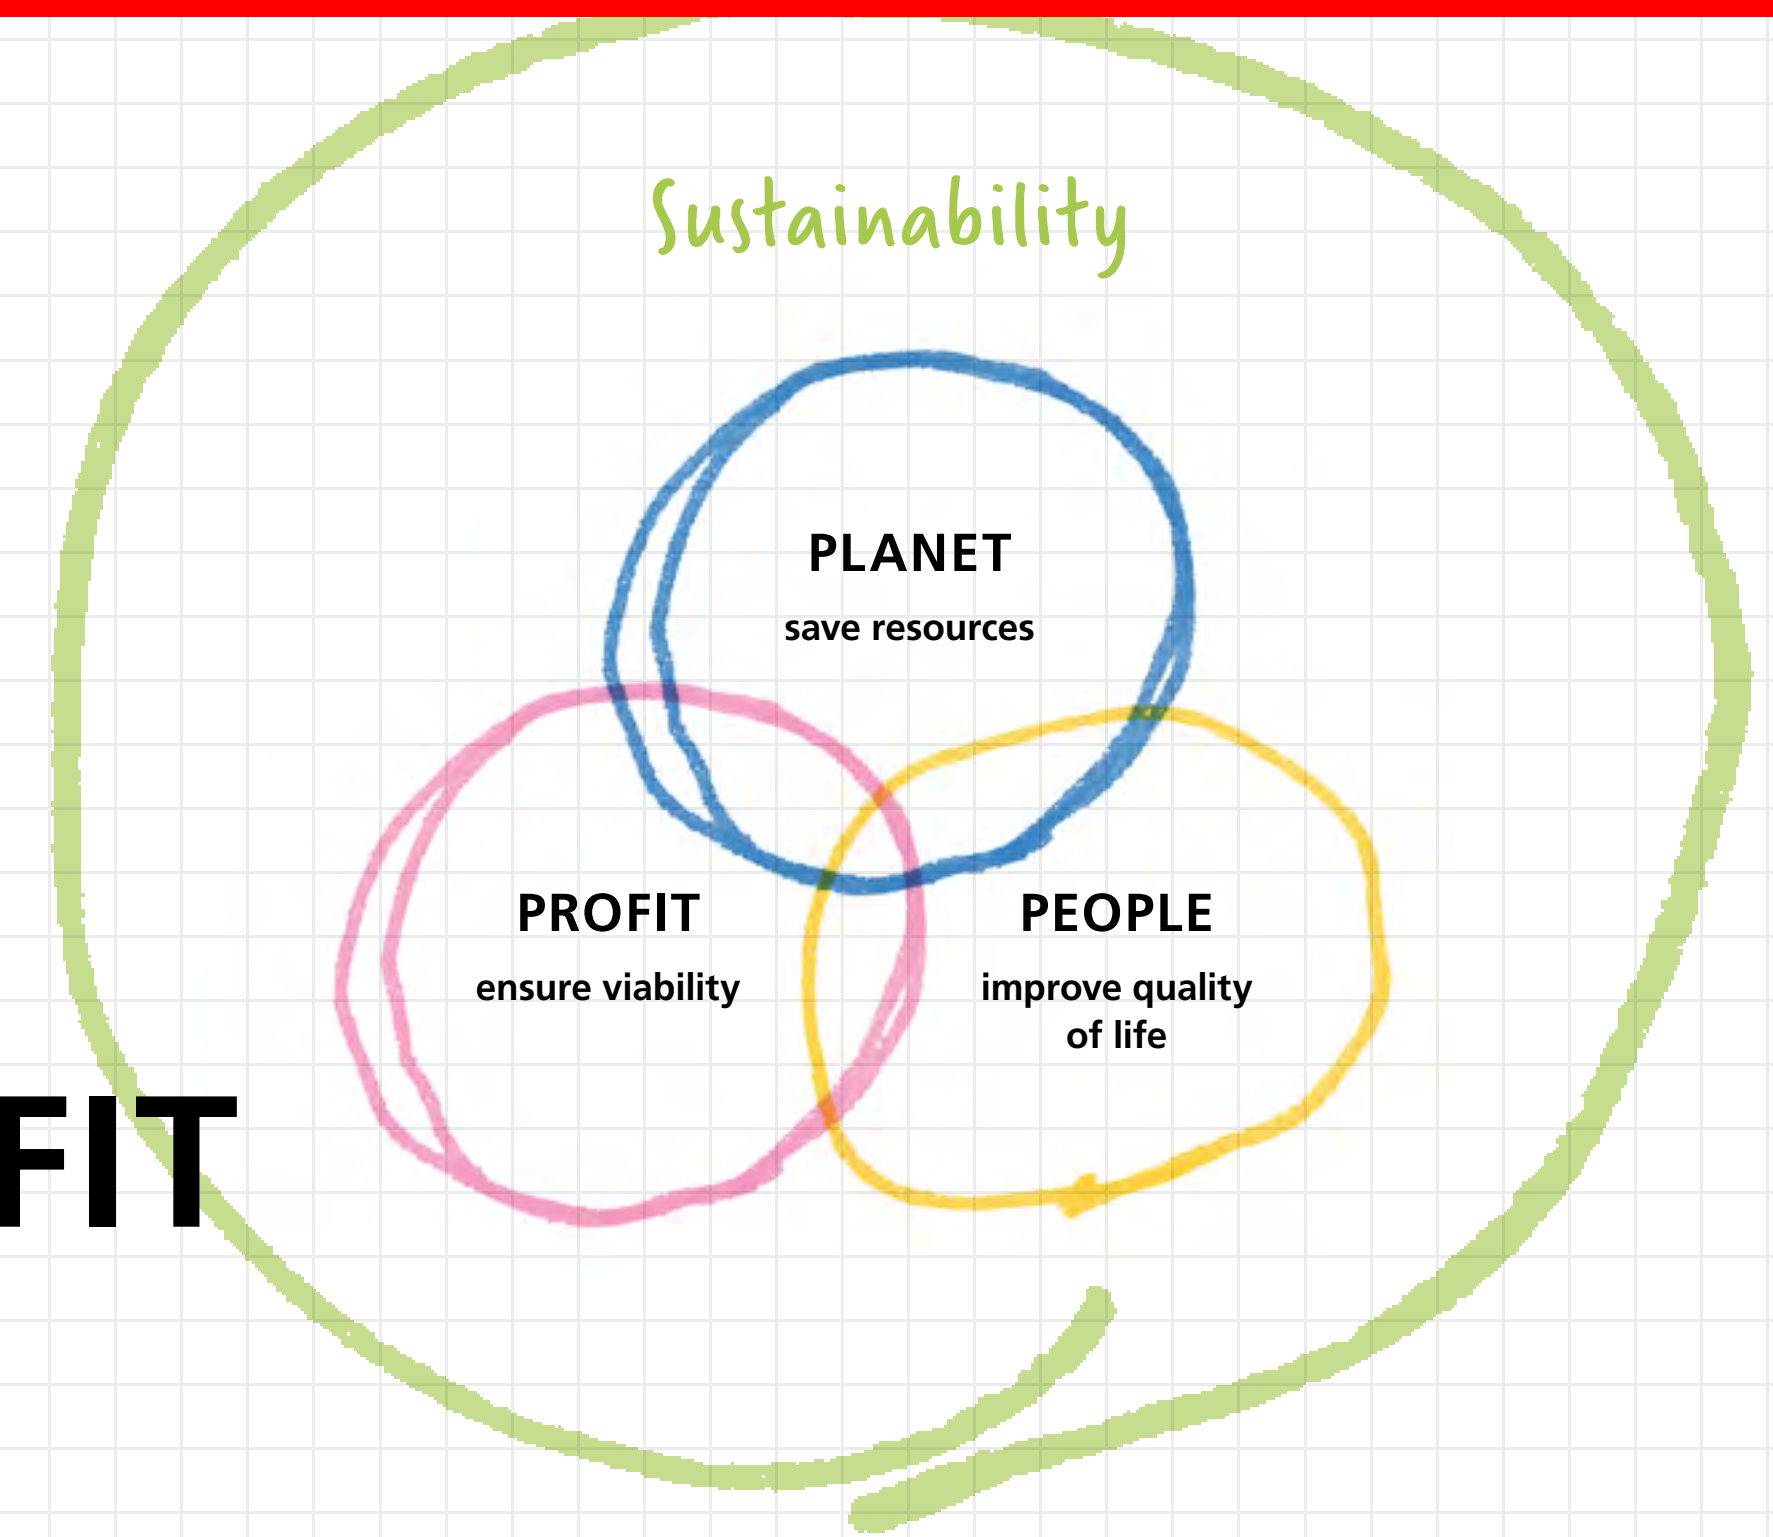 Sustainability
PLANET
save resources
PROFIT
ensure viability
PEOPLE
improve quality
of life
FIT